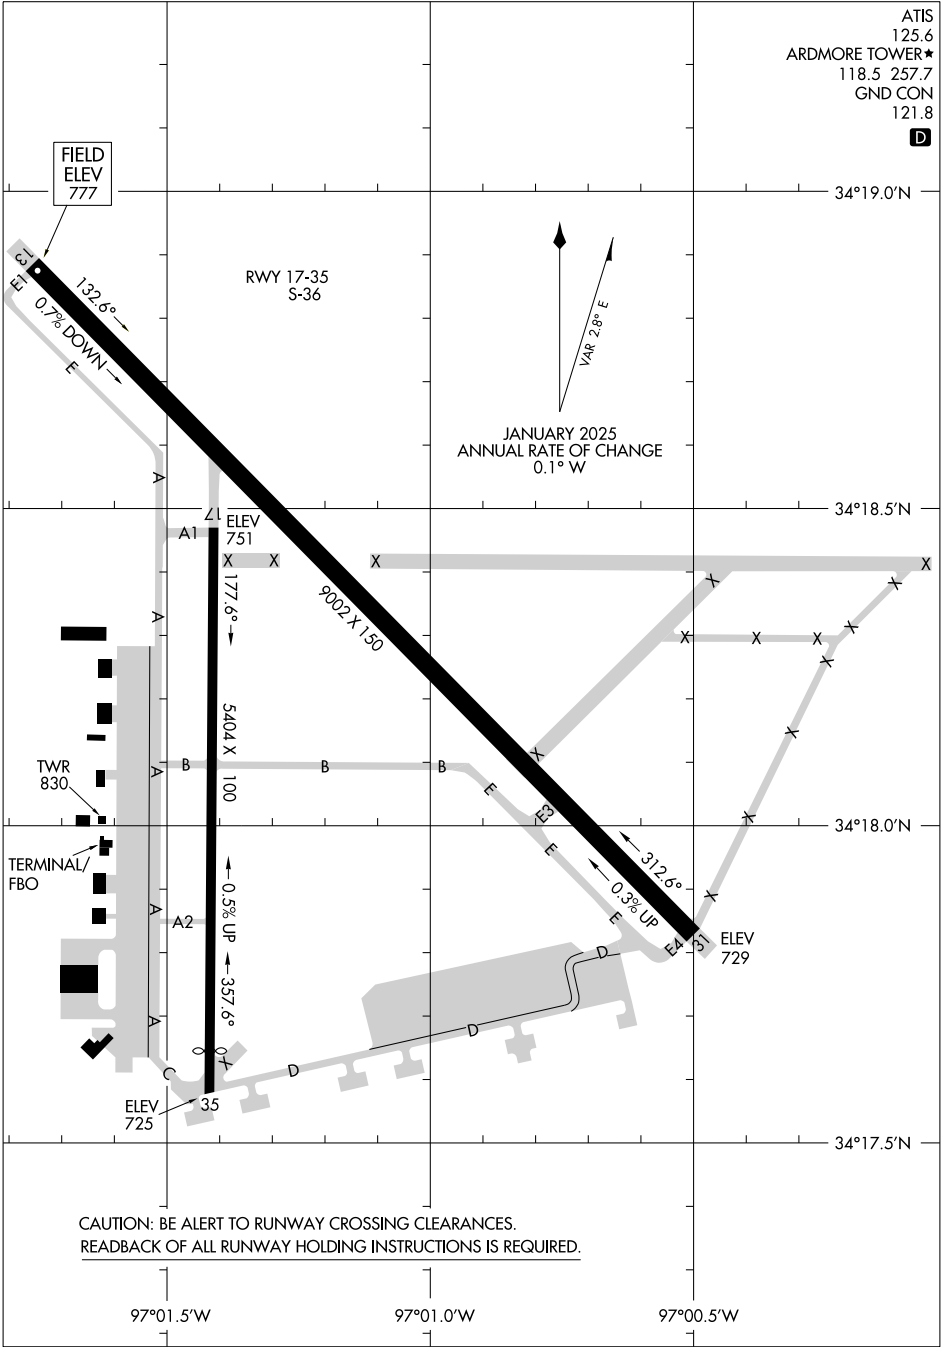 ATIS
125.6
ARDMORE TOWER★
118.5 257.7
GND CON
121.8
D
FIELD
ELEV
777
34°19.0'N
13
E1
132.6°
0.7% DOWN
E
RWY 17-35
S-36
VAR 2.8° E
JANUARY 2025
ANNUAL RATE OF CHANGE
0.1° W
A
34°18.5'N
17
ELEV
751
A1
X
X
X
X
177.6°
9002 X 150
X
X
A
X
X
X
X
X
5404 X 100
X
TWR
830
A
B
B
B
E
X
E3
X
34°18.0'N
TERMINAL/
FBO
E
312.6°
0.3% UP
A
A2
0.5% UP
E
X
E4
31
ELEV
729
D
357.6°
A
D
X
C
D
ELEV
725
35
34°17.5'N
CAUTION: BE ALERT TO RUNWAY CROSSING CLEARANCES.
READBACK OF ALL RUNWAY HOLDING INSTRUCTIONS IS REQUIRED.
97°01.5'W
97°01.0'W
97°00.5'W